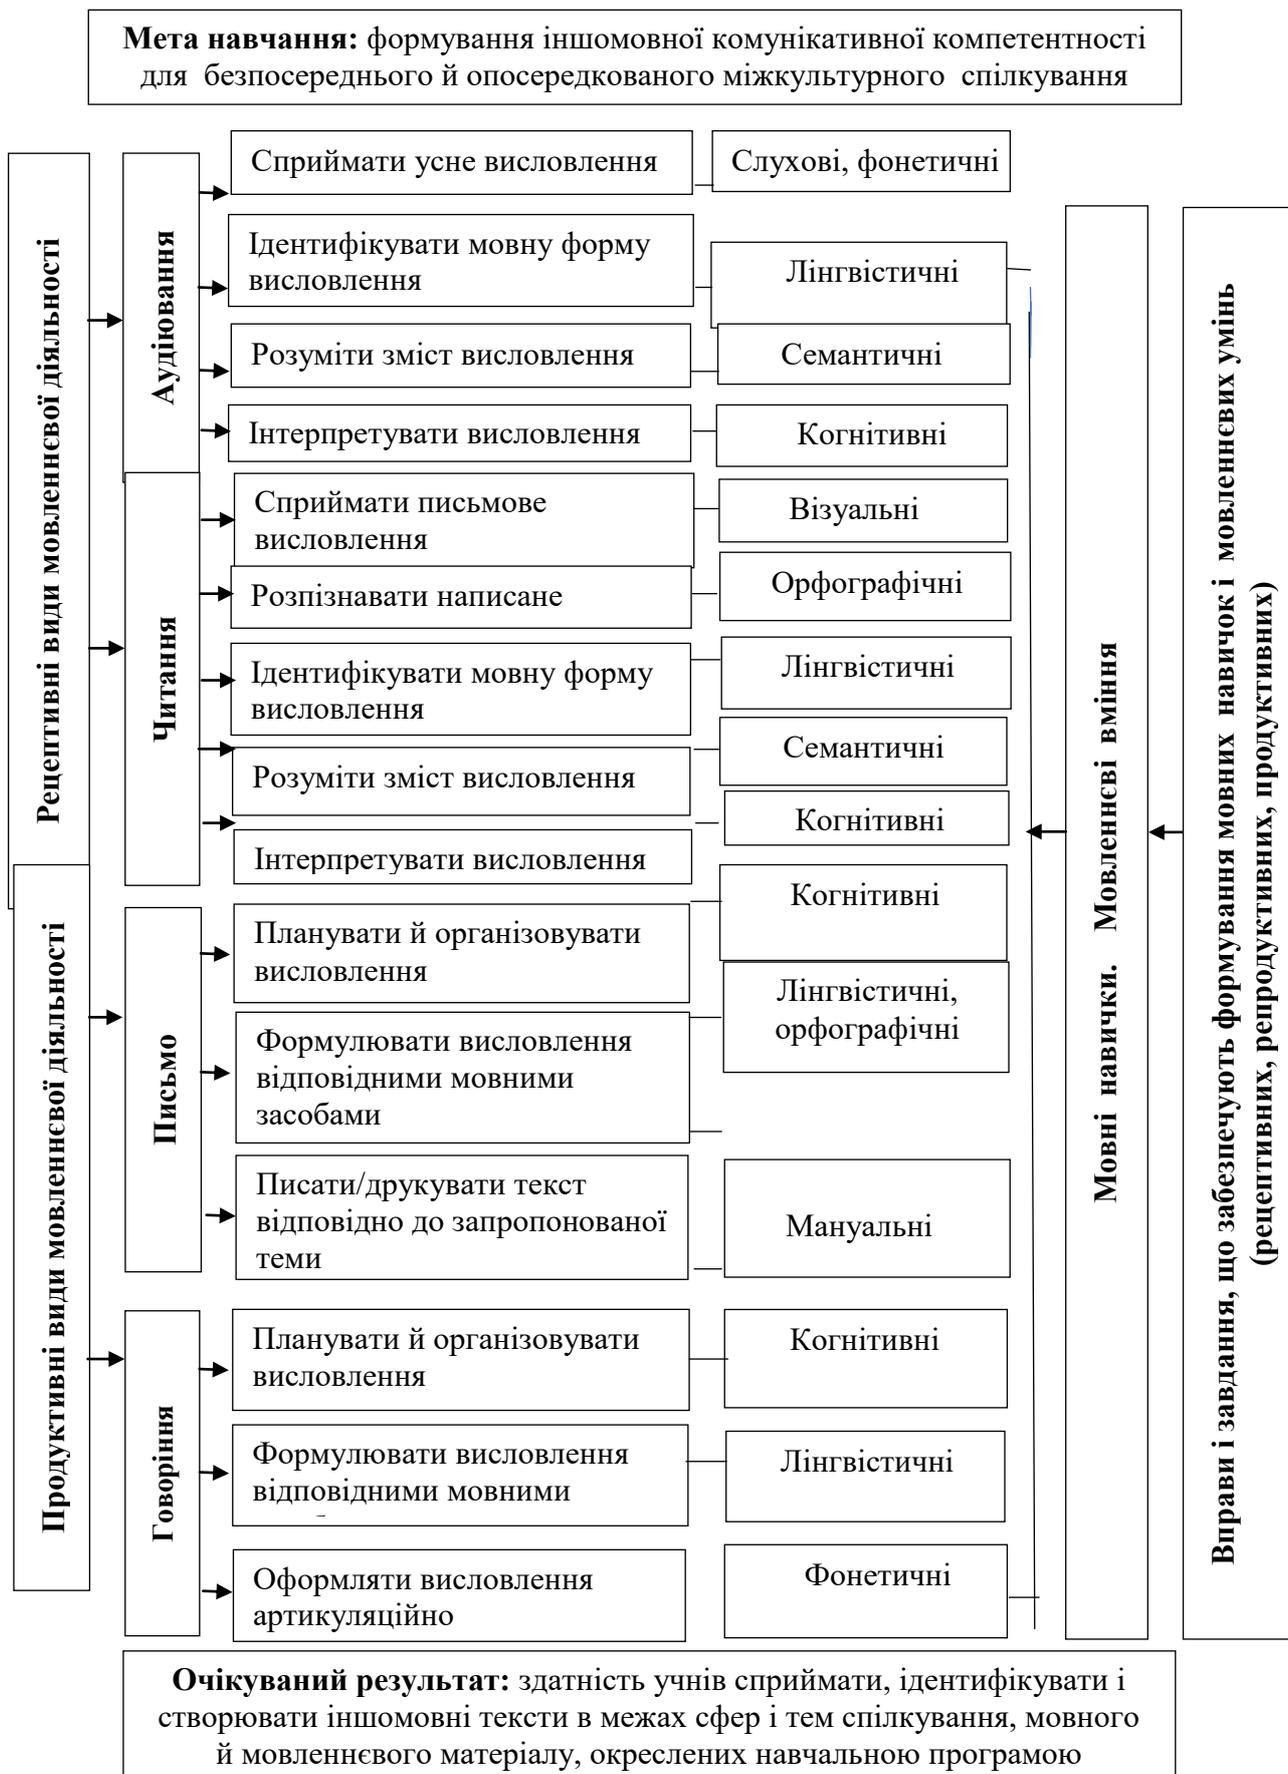 Мета навчання: формування іншомовної комунікативної компетентності
для безпосереднього й опосередкованого міжкультурного спілкування
Рецептивні види мовленнєвої діяльності
Аудіювання
Сприймати усне висловлення
Слухові, фонетичні
Ідентифікувати мовну форму
висловлення
Лінгвістичні
Розуміти зміст висловлення
Семантичні
Інтерпретувати висловлення
Когнітивні
Читання
Сприймати письмове
висловлення
Візуальні
Розпізнавати написане
Орфографічні
Ідентифікувати мовну форму
висловлення
Лінгвістичні
Розуміти зміст висловлення
Семантичні
Інтерпретувати висловлення
Когнітивні
Продуктивні види мовленнєвої діяльності
Письмо
Планувати й організовувати
висловлення
Когнітивні
Формулювати висловлення
відповідними мовними
засобами
Лінгвістичні,
орфографічні
Писати/друкувати текст
відповідно до запропонованої
теми
Мануальні
Говоріння
Планувати й організовувати
висловлення
Когнітивні
Формулювати висловлення
відповідними мовними
Лінгвістичні
Оформляти висловлення
артикуляційно
Фонетичні
Мовні навички. Мовленнєві вміння
Вправи і завдання, що забезпечують формування мовних навичок і мовленнєвих умінь
(рецептивних, репродуктивних, продуктивних)
Очікуваний результат: здатність учнів сприймати, ідентифікувати і
створювати іншомовні тексти в межах сфер і тем спілкування, мовного
й мовленнєвого матеріалу, окреслених навчальною програмою